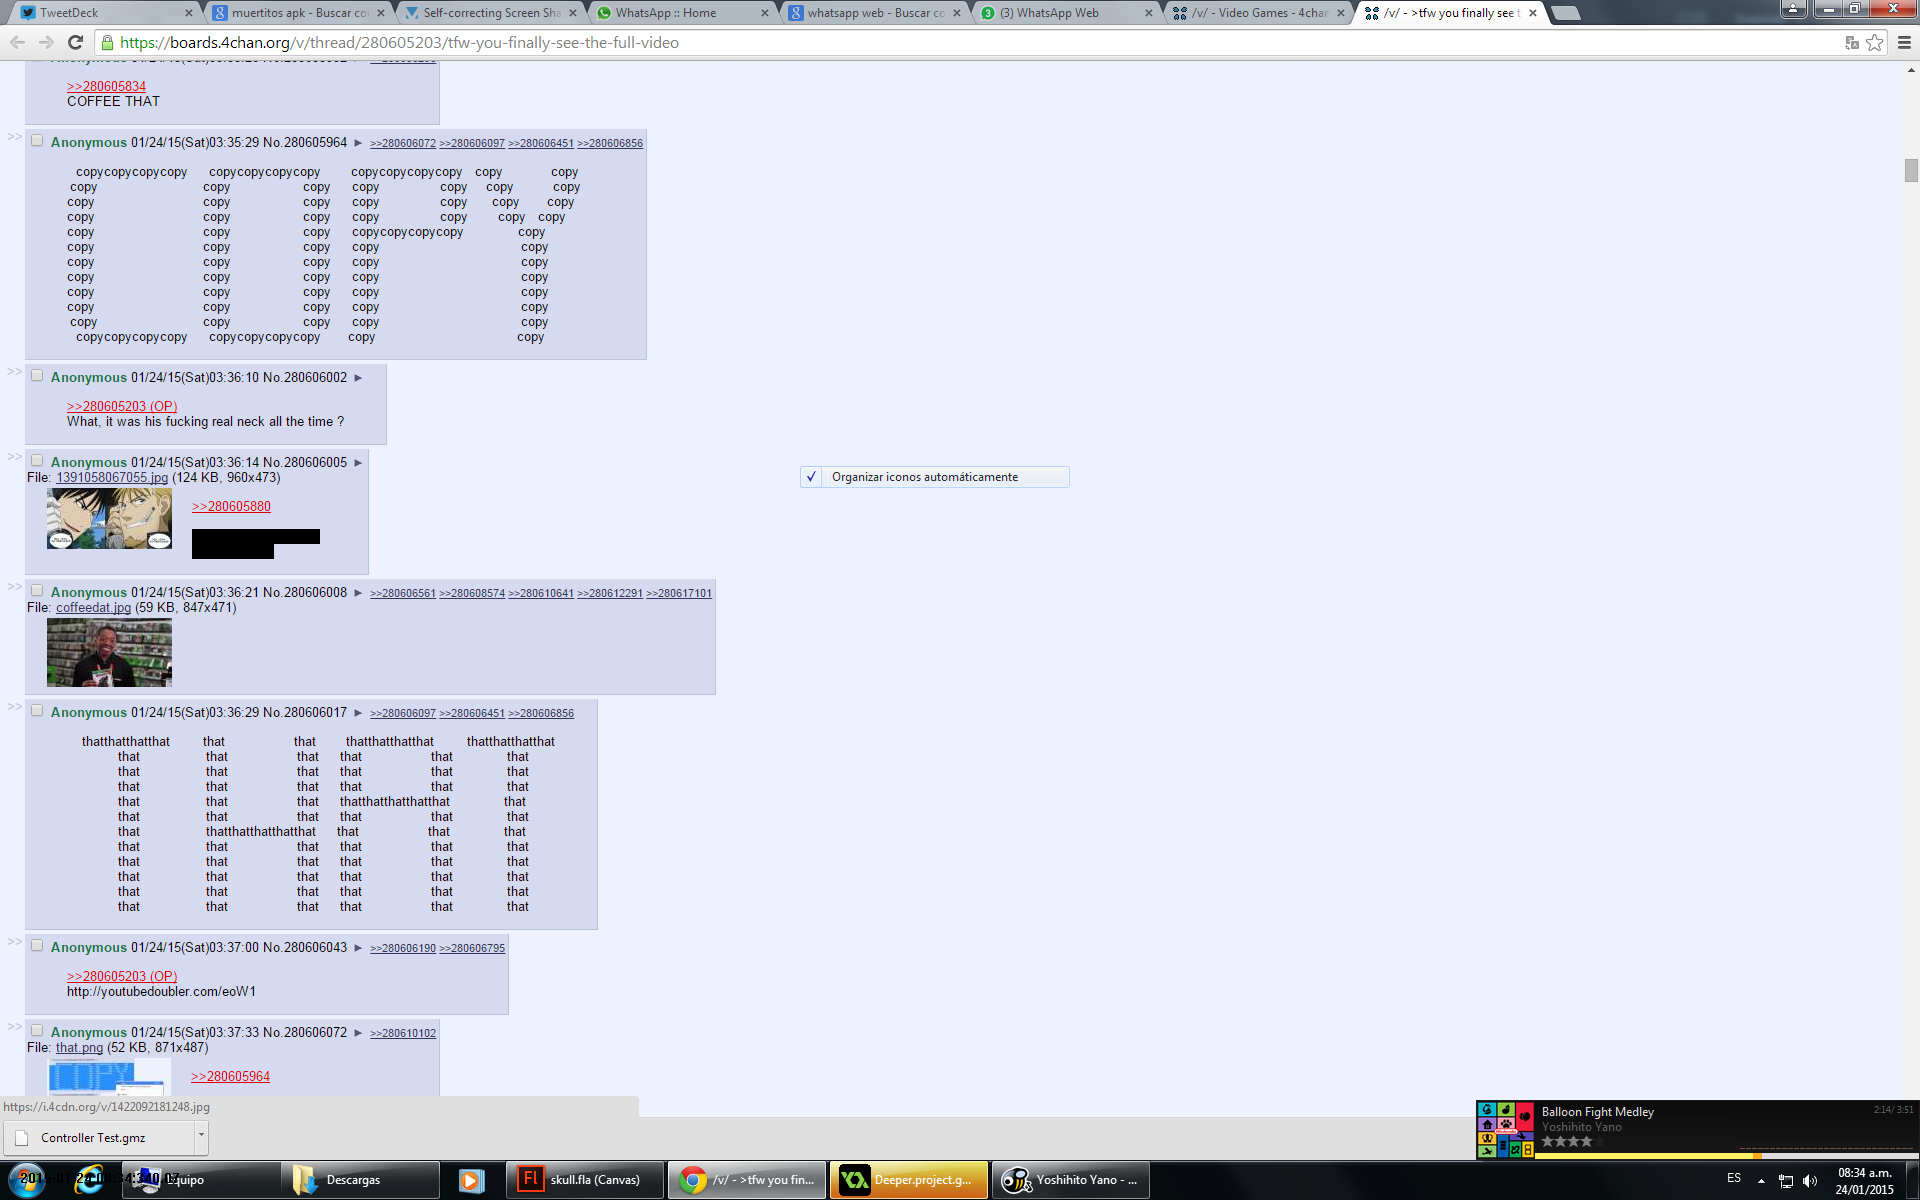 TweetDeck
muertitos apk - Buscar co
Self-correcting Screen Sha
WhatsApp :: Home
whatsapp web - Buscar co
(3) WhatsApp Web
/v/ - Video Games - 4chan
/v/ - >tfw you finally see t
https://boards.4chan.org/v/thread/280605203/tfw-you-finally-see-the-full-video
>>280605834
COFFEE THAT
>> Anonymous 01/24/15(Sat)03:35:29 No.280605964 ► >>280606072 >>280606097 >>280606451 >>280606856
copycopycopycopy copycopycopycopy copycopycopycopy copy copy
copy copy copy copy copy copy copy
copy copy copy copy copy copy copy
copy copy copy copy copy copy copy
copy copy copy copycopycopycopy copy
copy copy copy copy copy
copy copy copy copy copy
copy copy copy copy copy
copy copy copy copy copy
copy copy copy copy copy
copy copy copy copy copy
copycopycopycopy copycopycopycopy copy copy
>> Anonymous 01/24/15(Sat)03:36:10 No.280606002 ►
>>280605203 (OP)
What, it was his fucking real neck all the time ?
>> Anonymous 01/24/15(Sat)03:36:14 No.280606005 ►
File: 1391058067055.jpg (124 KB, 960x473)
>>280605880
✓ Organizar iconos automáticamente
>> Anonymous 01/24/15(Sat)03:36:21 No.280606008 ► >>280606561 >>280608574 >>280610641 >>280612291 >>280617101
File: coffeedat.jpg (59 KB, 847x471)
>> Anonymous 01/24/15(Sat)03:36:29 No.280606017 ► >>280606097 >>280606451 >>280606856
thatthatthatthat that that thatthatthatthat thatthatthatthat
that that that that that that
that that that that that that
that that that that that that
that that that thatthatthatthatthat that
that that that that that that
that thatthatthatthatthat that that that
that that that that that that
that that that that that that
that that that that that that
that that that that that that
that that that that that that
>> Anonymous 01/24/15(Sat)03:37:00 No.280606043 ► >>280606190 >>280606795
>>280605203 (OP)
http://youtubedoubler.com/eoW1
>> Anonymous 01/24/15(Sat)03:37:33 No.280606072 ► >>280610102
File: that.png (52 KB, 871x487)
COPY
>>280605964
https://i.4cdn.org/v/1422092181248.jpg
Controller Test.gmz
Balloon Fight Medley
2:14/ 3:51
Yoshihito Yano
Equipo
Descargas
skull.fla (Canvas)
/v/ - >tfw you fin...
Deeper.project.g...
Yoshihito Yano - ...
ES
08:34 a.m.
24/01/2015